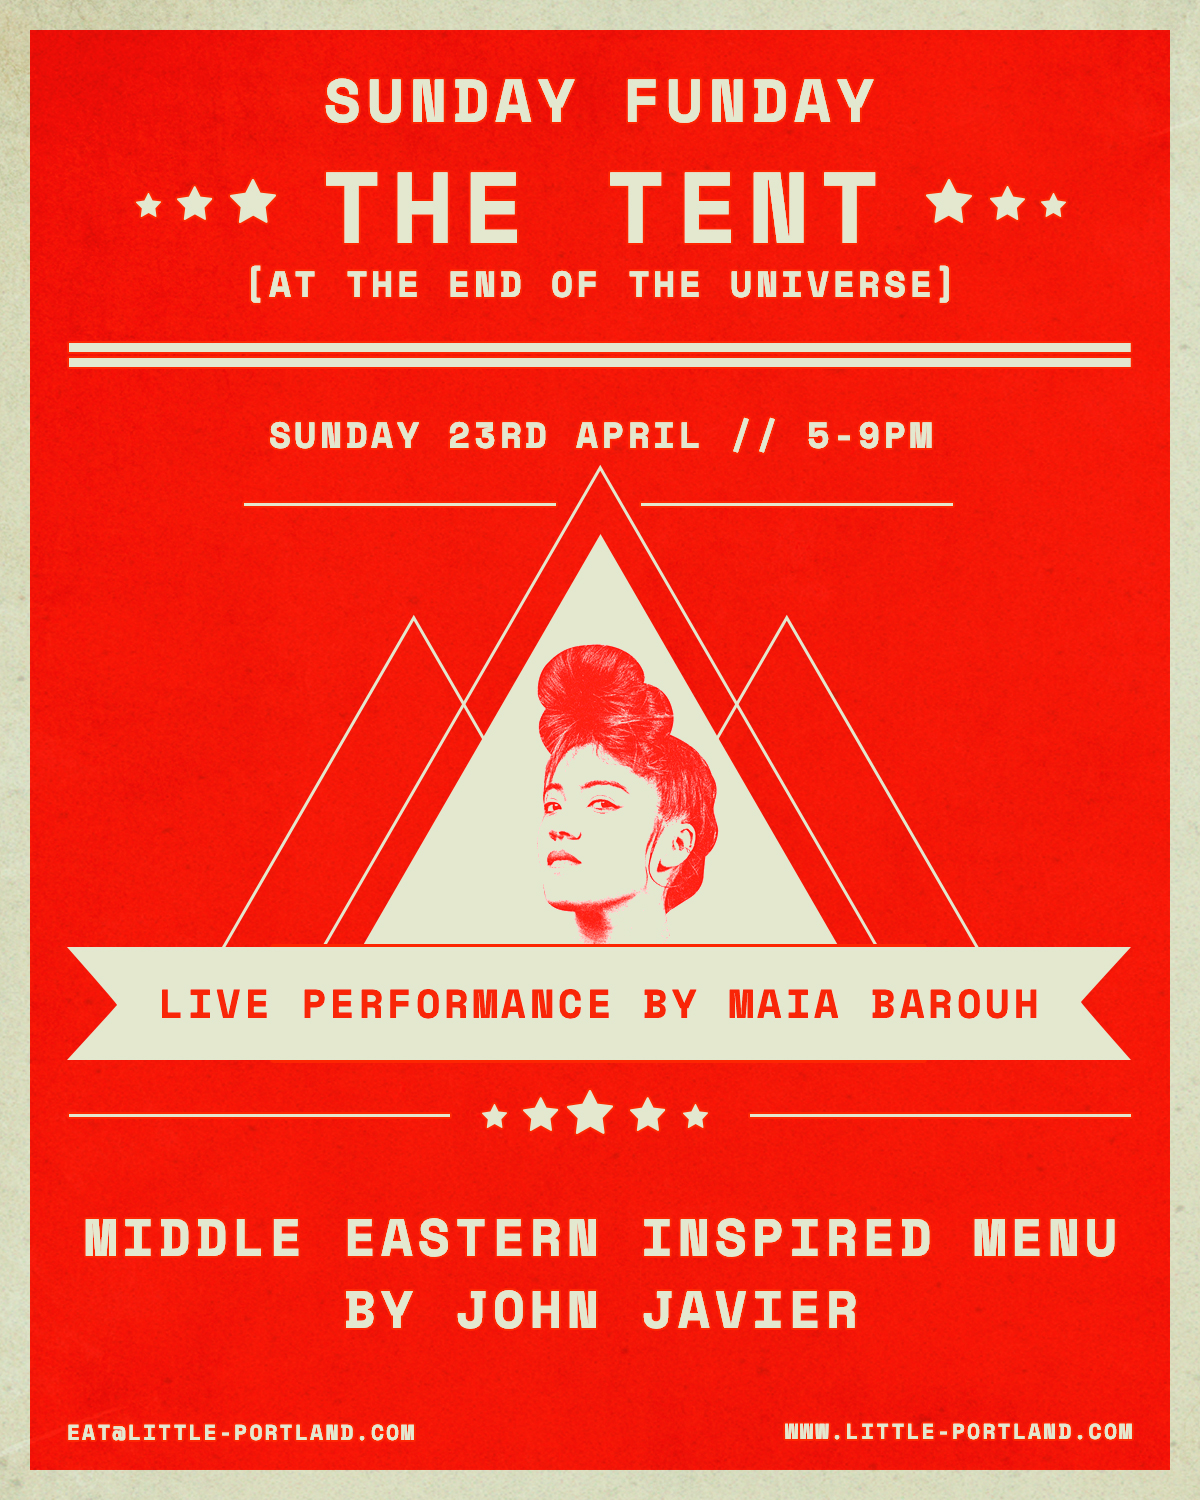 SUNDAY FUNDAY
THE TENT
[AT THE END OF THE UNIVERSE]
SUNDAY 23RD APRIL // 5-9PM
LIVE PERFORMANCE BY MAIA BAROUH
MIDDLE EASTERN INSPIRED MENU
BY JOHN JAVIER
EAT@LITTLE-PORTLAND.COM
WWW.LITTLE-PORTLAND.COM